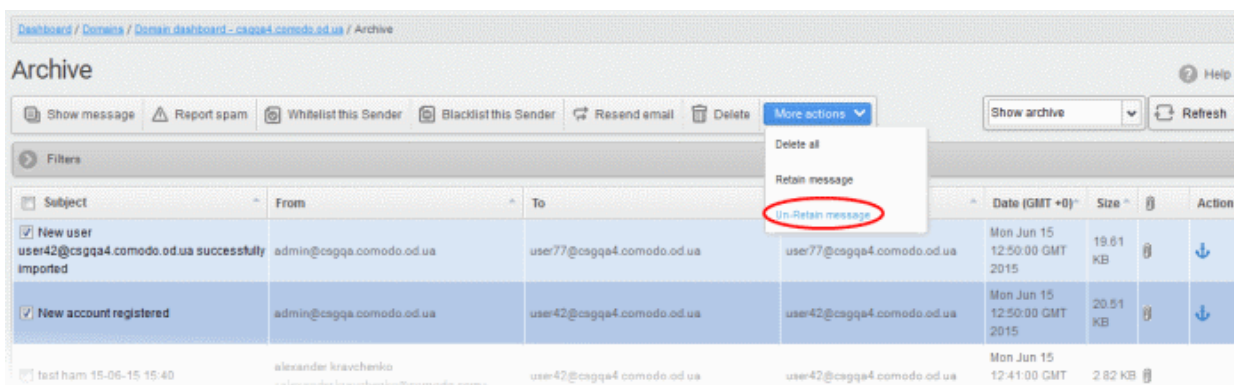 Dashboard / Domains / Domain dashboard - csgqa4.comodo.od.ua / Archive
Archive
Help
Show message Report spam Whitelist this Sender Blacklist this Sender Resend email Delete More actions Show archive Refresh
Delete all
Filters
Retain message
Un-Retain message
Subject From To Date (GMT +0) Size Action
New user
user42@csgqa4.comodo.od.ua successfully
imported
admin@csgqa.comodo.od.ua
user77@csgqa4.comodo.od.ua
user77@csgqa4.comodo.od.ua
Mon Jun 15
12:50:00 GMT
2015
19.61
KB
New account registered
admin@csgqa.comodo.od.ua
user42@csgqa4.comodo.od.ua
user42@csgqa4.comodo.od.ua
Mon Jun 15
12:50:00 GMT
2015
20.51
KB
test ham 15-06-15 15:40
alexander kravchenko
user42@csgqa4.comodo.od.ua
user42@csgqa4.comodo.od.ua
Mon Jun 15
12:41:00 GMT
2.82 KB